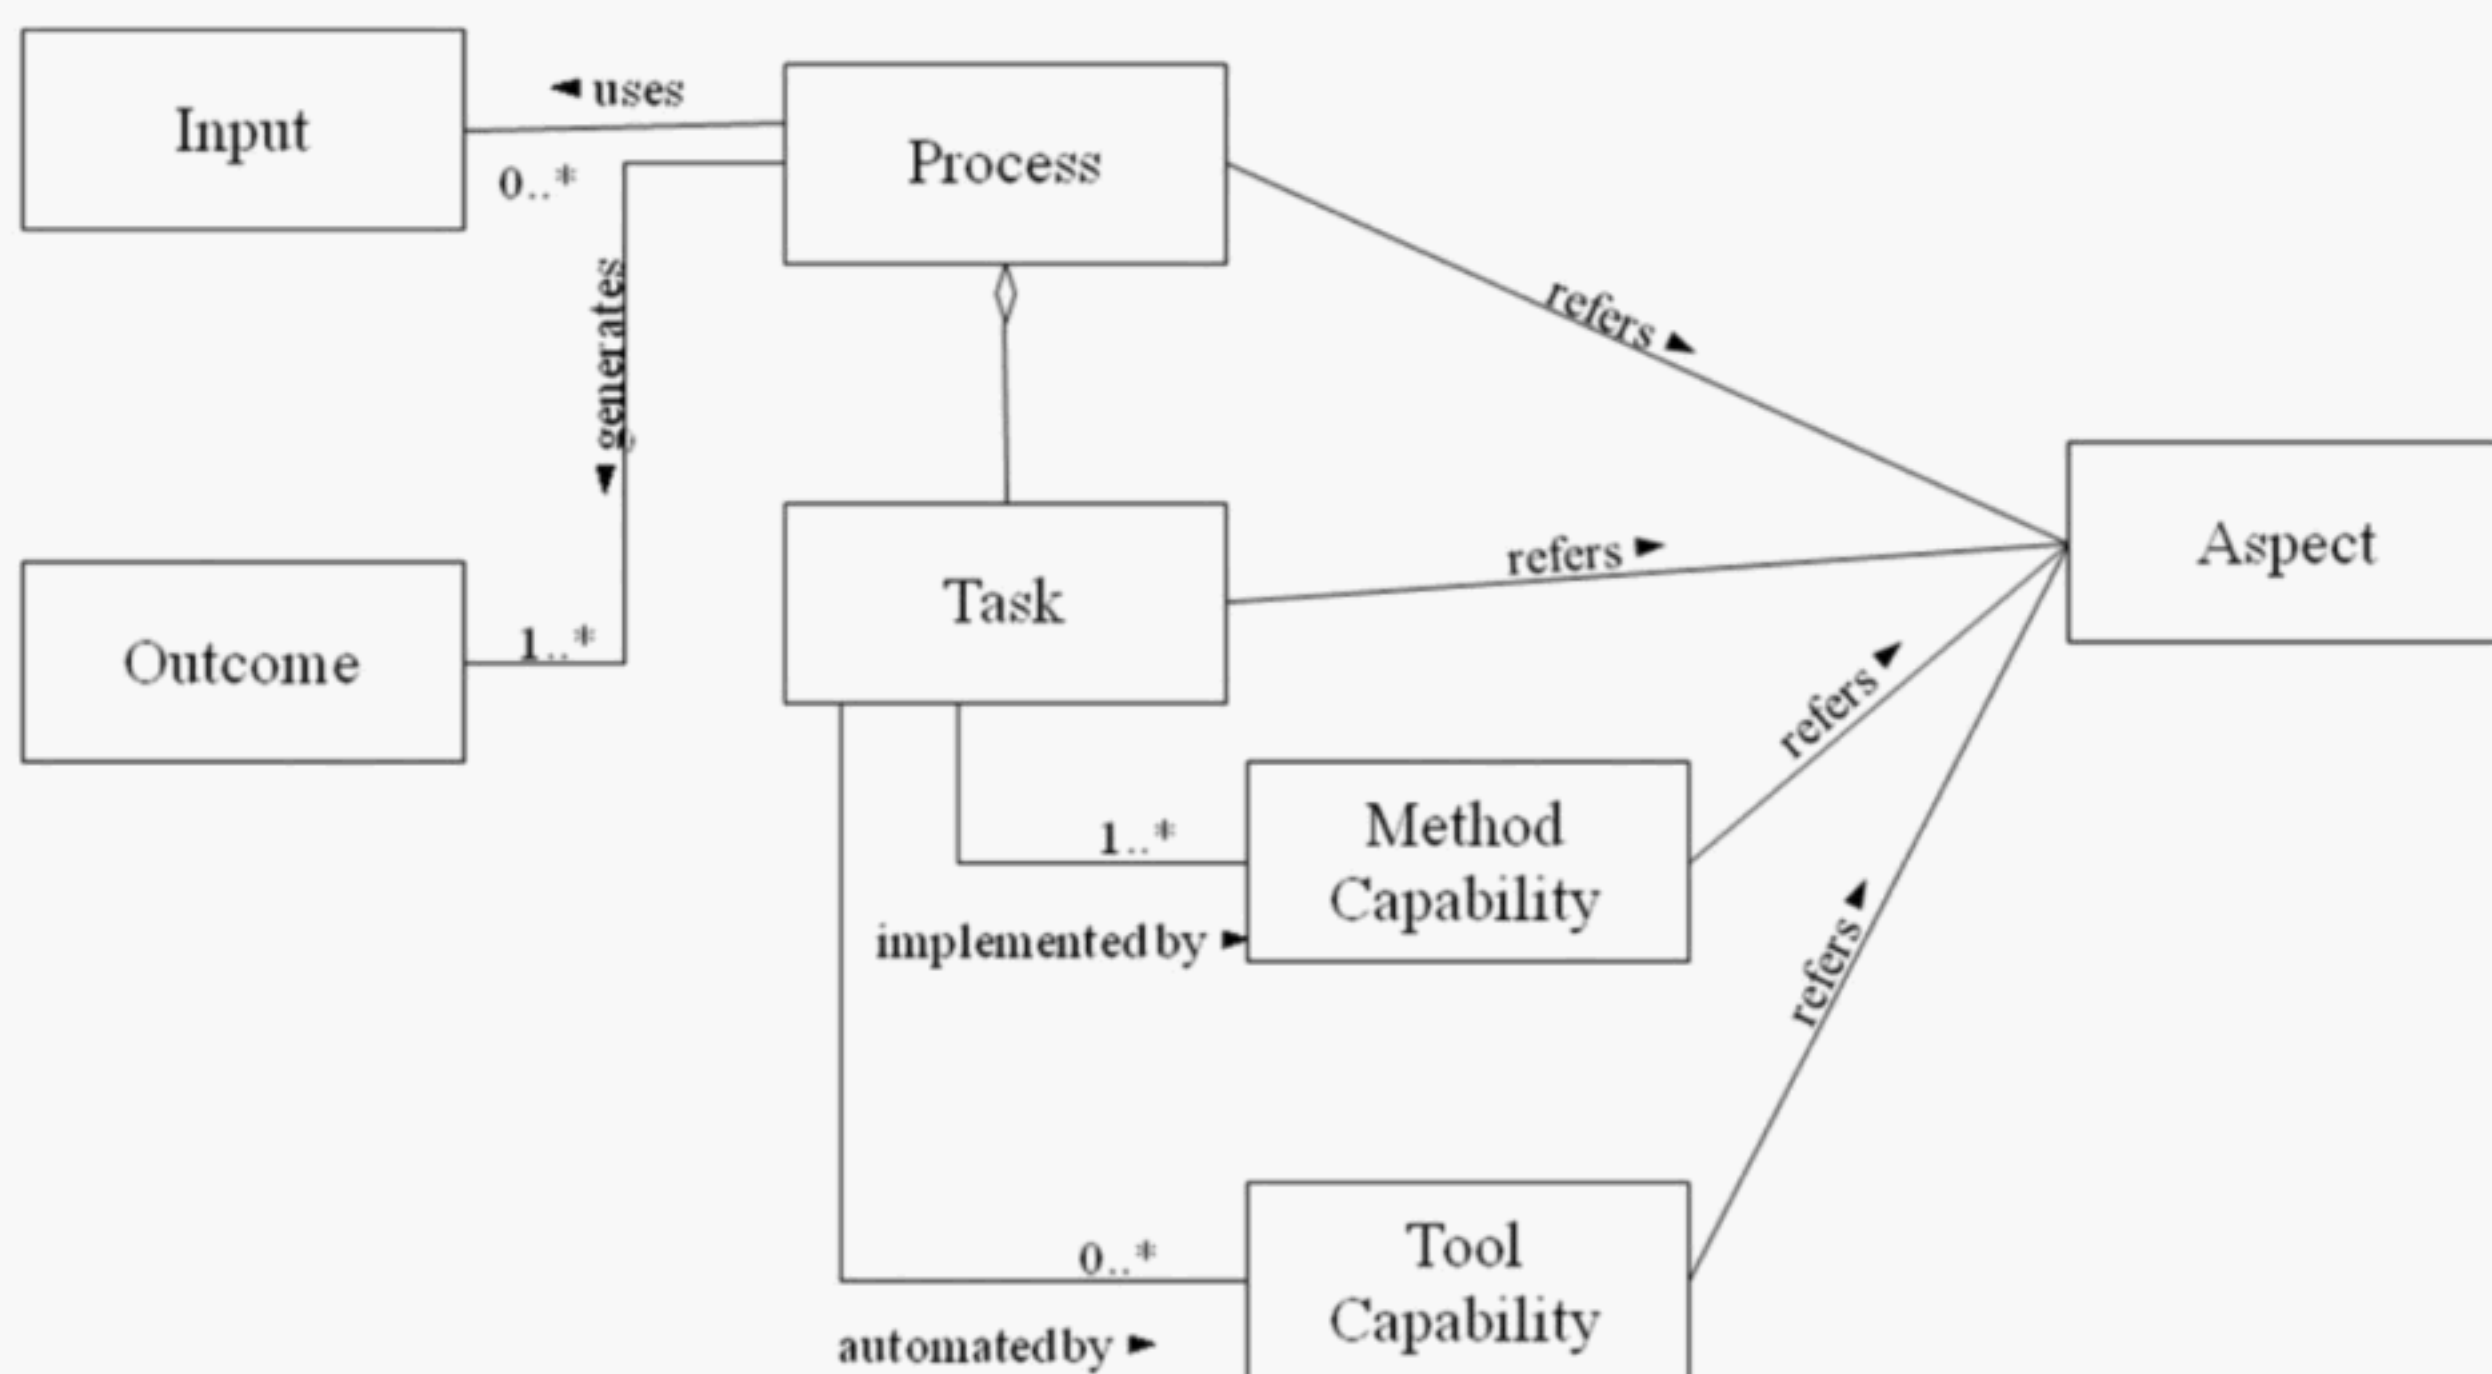 Input
◄ uses
0..*
Process
◄ generates
refers ►
Outcome
1..*
Task
refers ►
Aspect
1..*
implemented by ►
Method
Capability
refers ►
0..*
automated by ►
Tool
Capability
refers ►